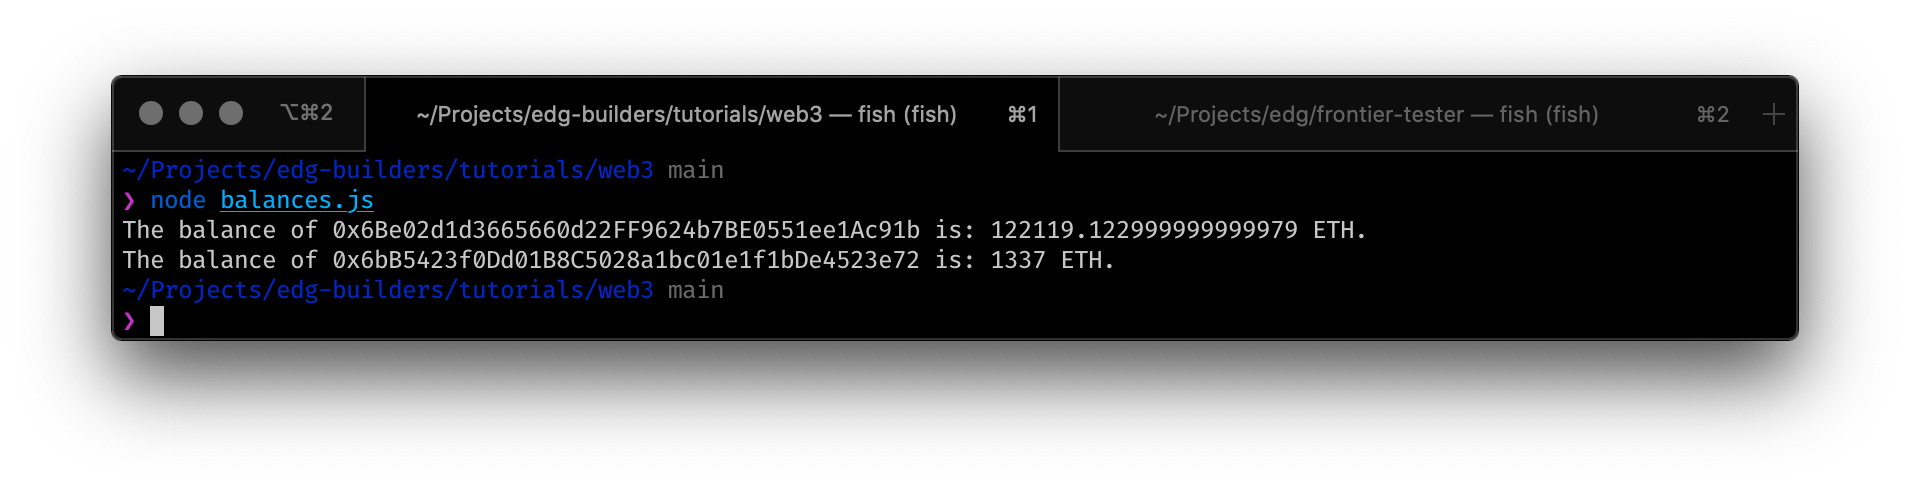 ⌥⌘2 ~/Projects/edg-builders/tutorials/web3 — fish (fish) ⌘1 ~/Projects/edg/frontier-tester — fish (fish) ⌘2 +
~/Projects/edg-builders/tutorials/web3 main
❯ node balances.js
The balance of 0x6Be02d1d3665660d22FF9624b7BE0551ee1Ac91b is: 122119.122999999999979 ETH.
The balance of 0x6bB5423f0Dd01B8C5028a1bc01e1f1bDe4523e72 is: 1337 ETH.
~/Projects/edg-builders/tutorials/web3 main
❯